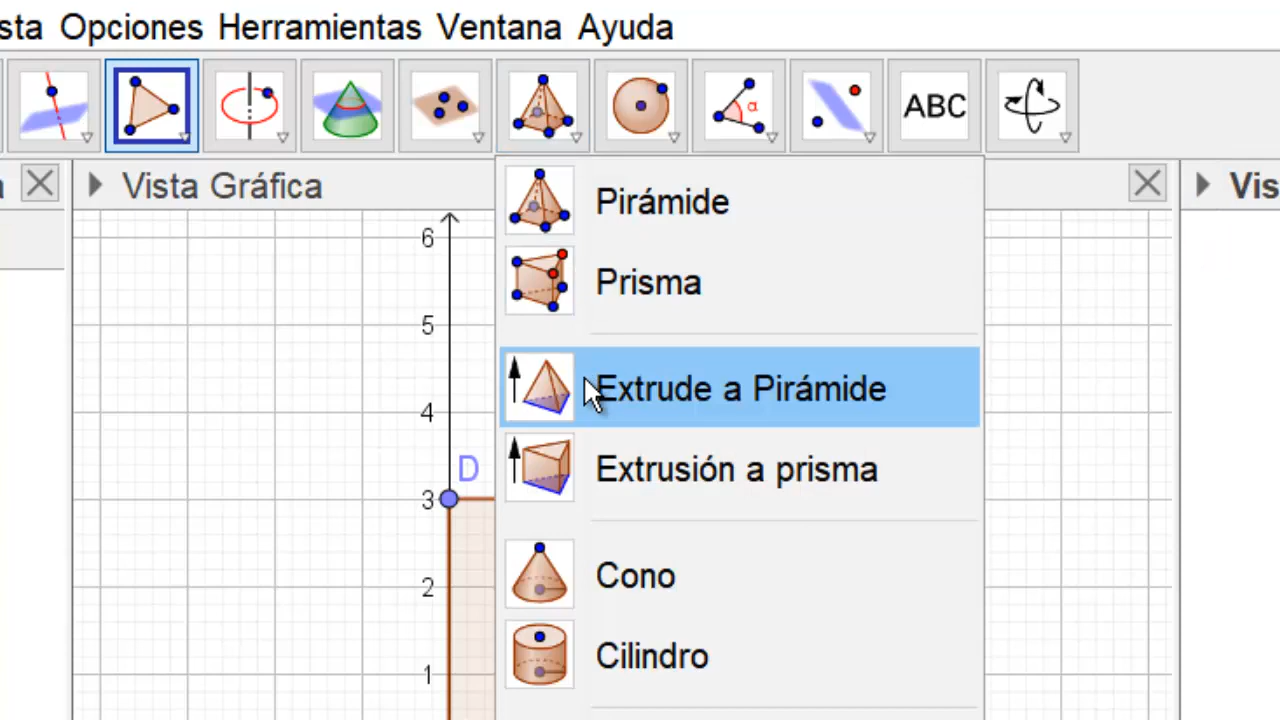 sta Opciones Herramientas Ventana Ayuda
α ABC
Vista Gráfica
Vis
Pirámide
6
Prisma
5
Extrude a Pirámide
4
D
Extrusión a prisma
3
Cono
2
Cilindro
1